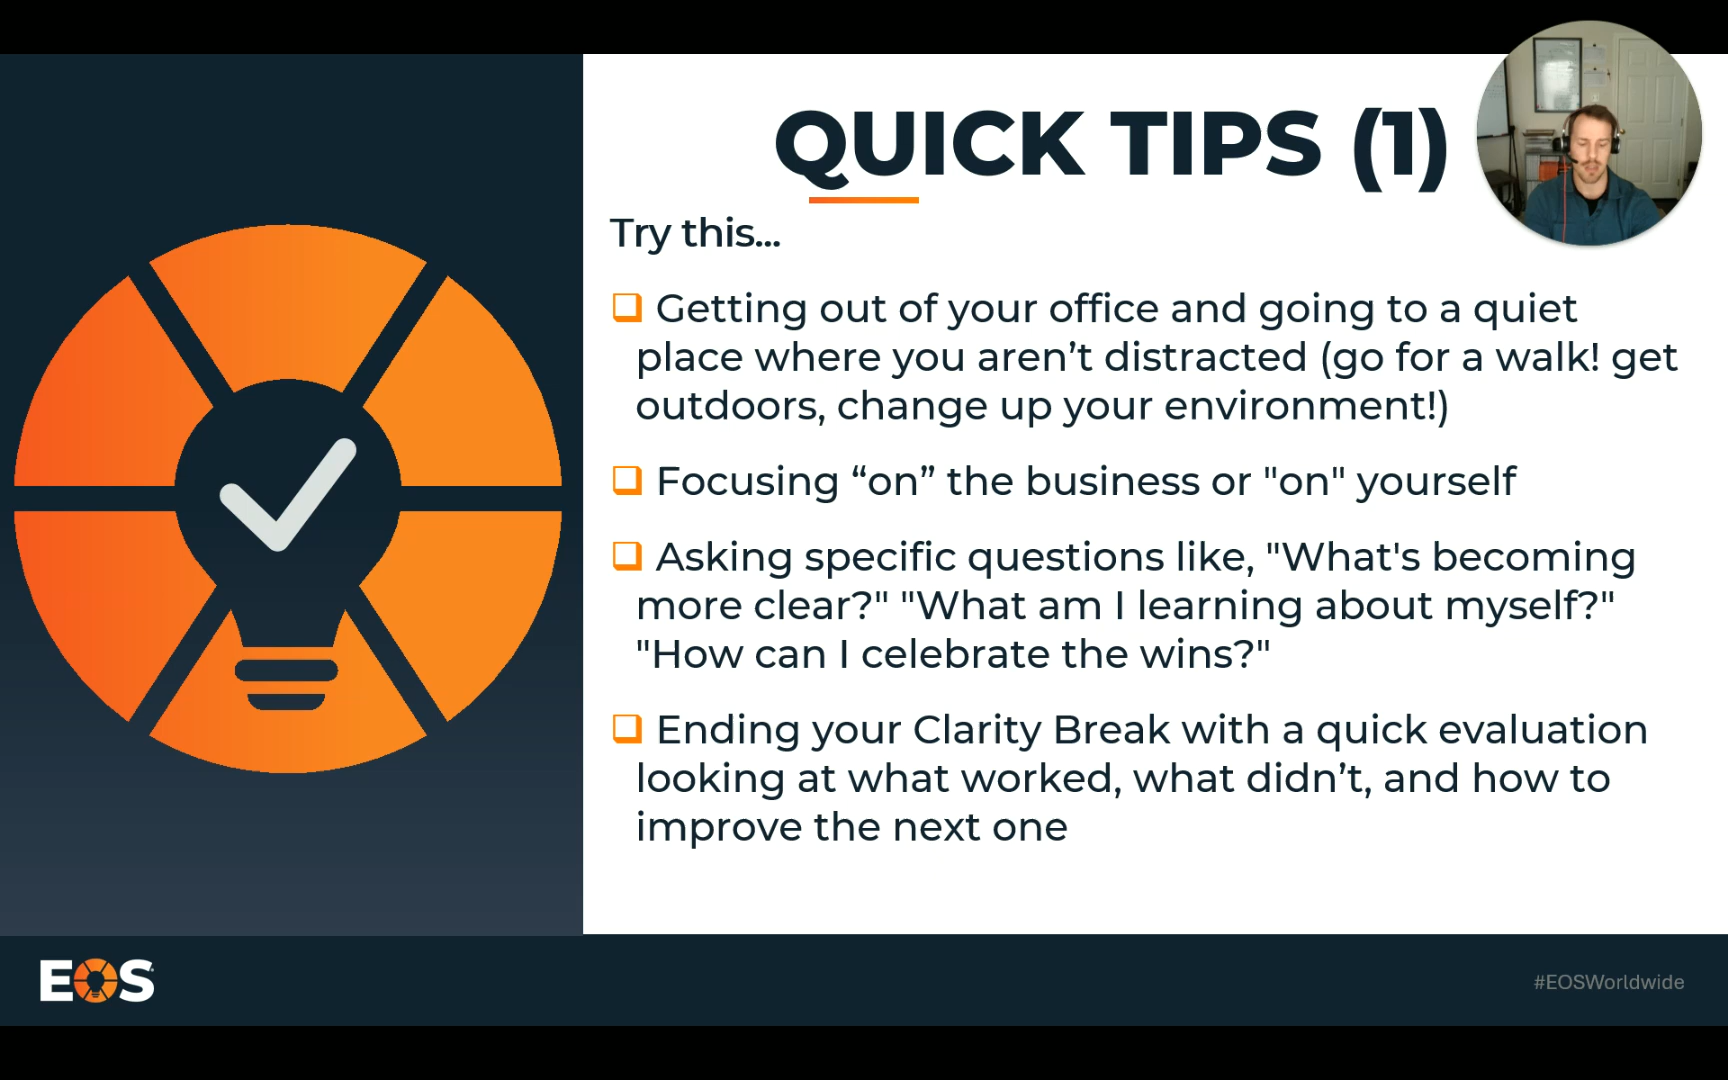 QUICK TIPS (1)
Try this...
❑ Getting out of your office and going to a quiet
place where you aren’t distracted (go for a walk! get
outdoors, change up your environment!)
❑ Focusing “on” the business or "on" yourself
❑ Asking specific questions like, "What's becoming
more clear?" "What am I learning about myself?"
"How can I celebrate the wins?"
❑ Ending your Clarity Break with a quick evaluation
looking at what worked, what didn’t, and how to
improve the next one
EOS
#EOSWorldwide